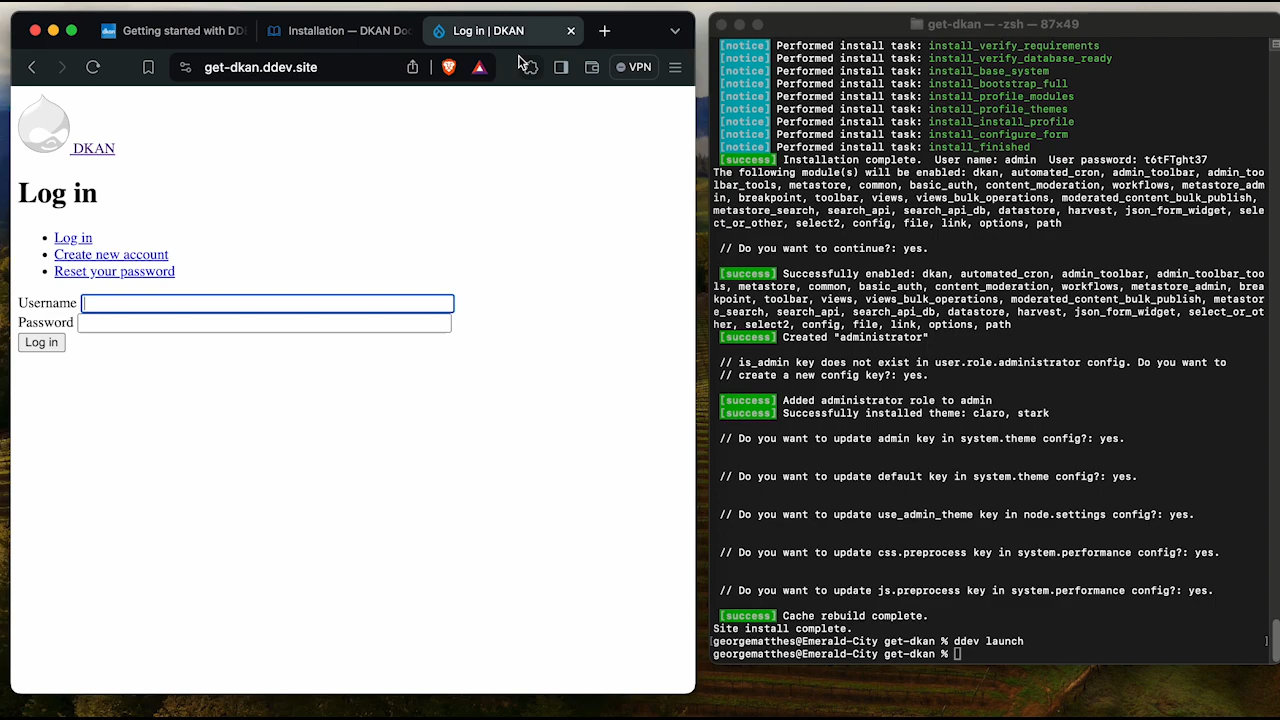 Getting started with DDE
Installation — DKAN Doc
Log in | DKAN
get-dkan.ddev.site
VPN
DKAN
Log in
Log in
Create new account
Reset your password
Username
Password
Log in
get-dkan — -zsh — 87×49
[notice] Performed install task: install_verify_requirements
[notice] Performed install task: install_verify_database_ready
[notice] Performed install task: install_base_system
[notice] Performed install task: install_bootstrap_full
[notice] Performed install task: install_profile_modules
[notice] Performed install task: install_profile_themes
[notice] Performed install task: install_install_profile
[notice] Performed install task: install_configure_form
[notice] Performed install task: install_finished
[success] Installation complete.  User name: admin  User password: t6tFTght37
The following module(s) will be enabled: dkan, automated_cron, admin_toolbar, admin_too
lbar_tools, metastore, common, basic_auth, content_moderation, workflows, metastore_adm
in, breakpoint, toolbar, views, views_bulk_operations, moderated_content_bulk_publish,
metastore_search, search_api, search_api_db, datastore, harvest, json_form_widget, sele
ct_or_other, select2, config, file, link, options, path
// Do you want to continue?: yes.
[success] Successfully enabled: dkan, automated_cron, admin_toolbar, admin_toolbar_too
ls, metastore, common, basic_auth, content_moderation, workflows, metastore_admin, brea
kpoint, toolbar, views, views_bulk_operations, moderated_content_bulk_publish, metastor
e_search, search_api, search_api_db, datastore, harvest, json_form_widget, select_or_ot
her, select2, config, file, link, options, path
[success] Created "administrator"
// is_admin key does not exist in user.role.administrator config. Do you want to
// create a new config key?: yes.
[success] Added administrator role to admin
[success] Successfully installed theme: claro, stark
// Do you want to update admin key in system.theme config?: yes.
// Do you want to update default key in system.theme config?: yes.
// Do you want to update use_admin_theme key in node.settings config?: yes.
// Do you want to update css.preprocess key in system.performance config?: yes.
// Do you want to update js.preprocess key in system.performance config?: yes.
[success] Cache rebuild complete.
Site install complete.
[georgematthes@Emerald-City get-dkan % ddev launch ]
georgematthes@Emerald-City get-dkan %